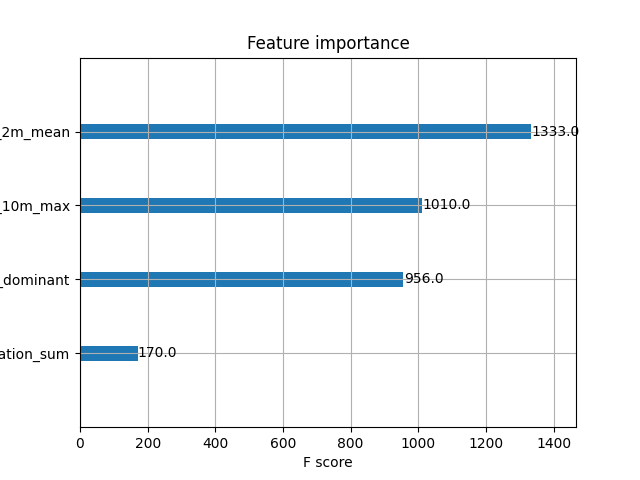 Feature importance
_2m_mean
1333.0
_10m_max
1010.0
_dominant
956.0
ation_sum
170.0
0 200 400 600 800 1000 1200 1400
F score